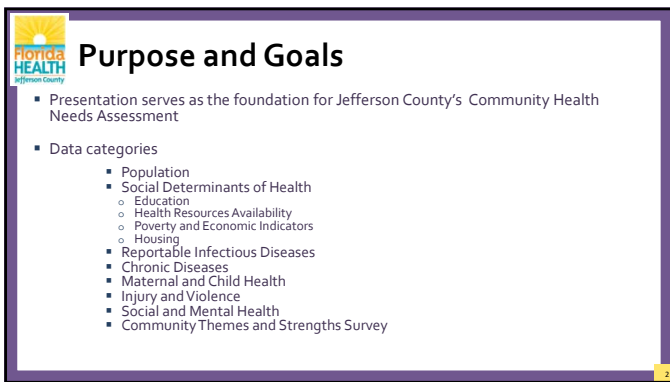 Florida
HEALTH
Jefferson County
Purpose and Goals
▪ Presentation serves as the foundation for Jefferson County's Community Health
Needs Assessment
▪ Data categories
▪ Population
▪ Social Determinants of Health
o Education
o Health Resources Availability
o Poverty and Economic Indicators
o Housing
▪ Reportable Infectious Diseases
▪ Chronic Diseases
▪ Maternal and Child Health
▪ Injury and Violence
▪ Social and Mental Health
▪ Community Themes and Strengths Survey
2